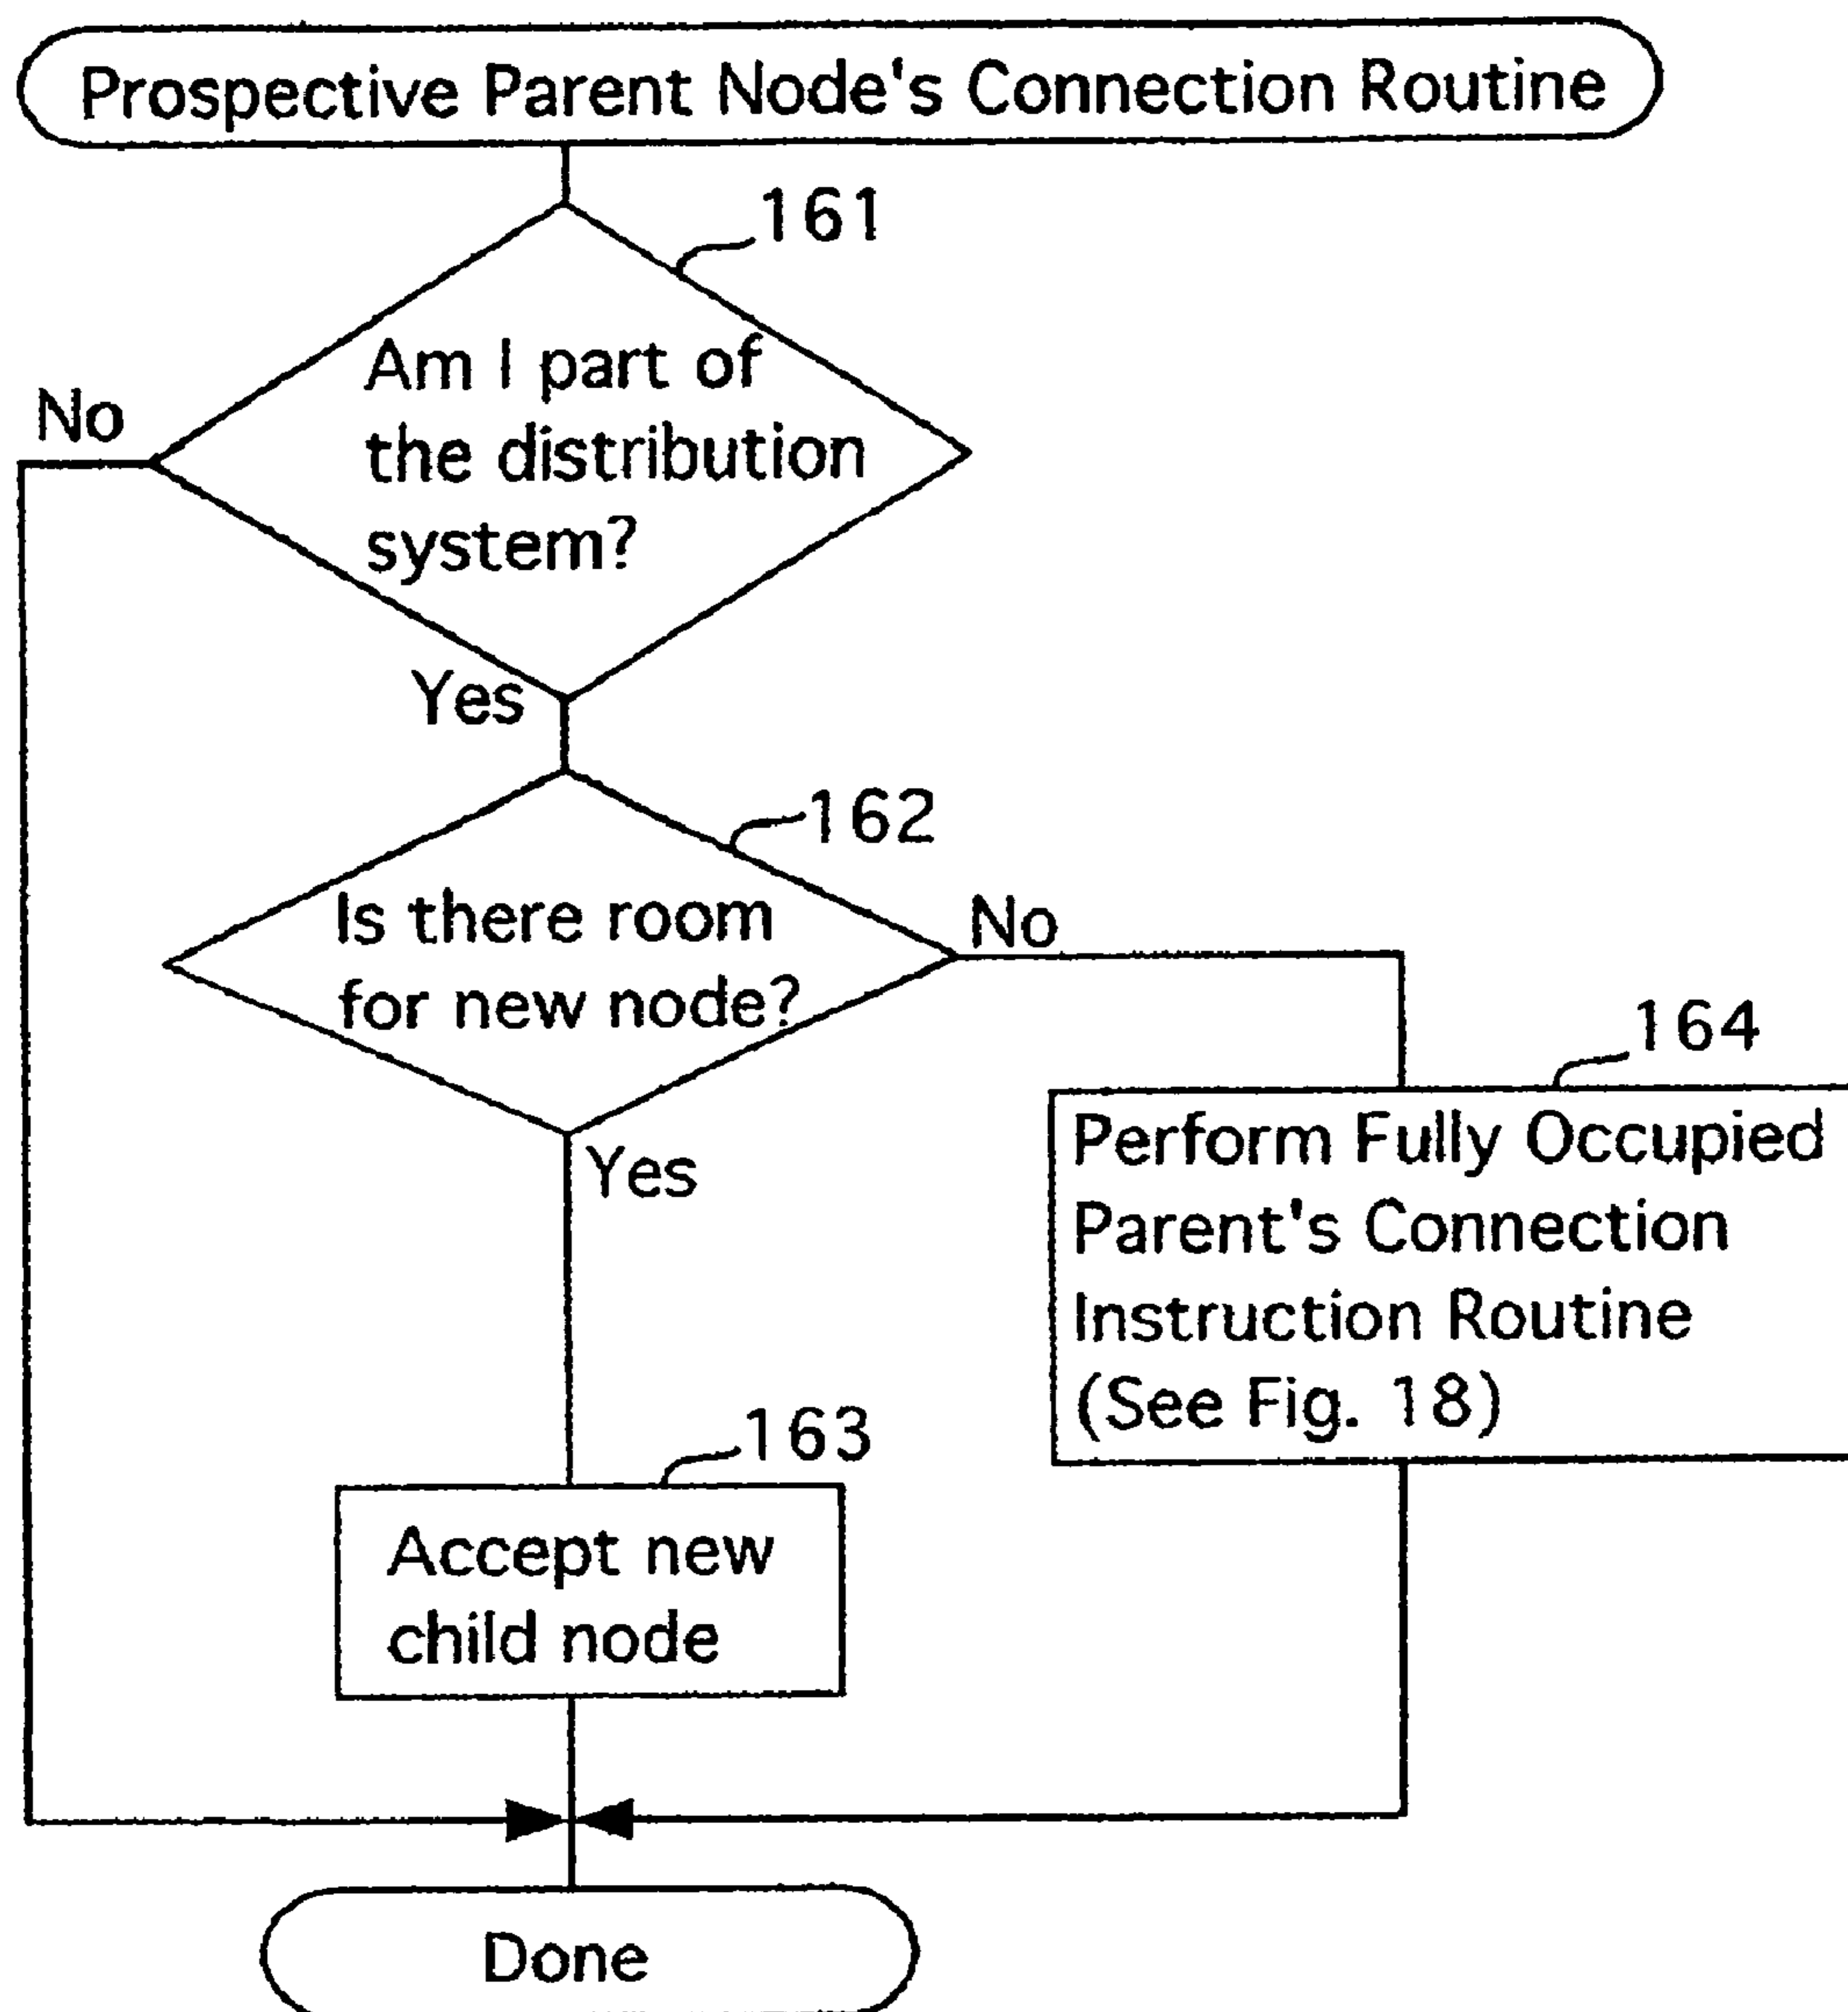 Prospective Parent Node's Connection Routine
161
Am I part of
the distribution
system?
No
Yes
162
Is there room
for new node?
No
Yes
164
Perform Fully Occupied
Parent's Connection
Instruction Routine
(See Fig. 18)
163
Accept new
child node
Done